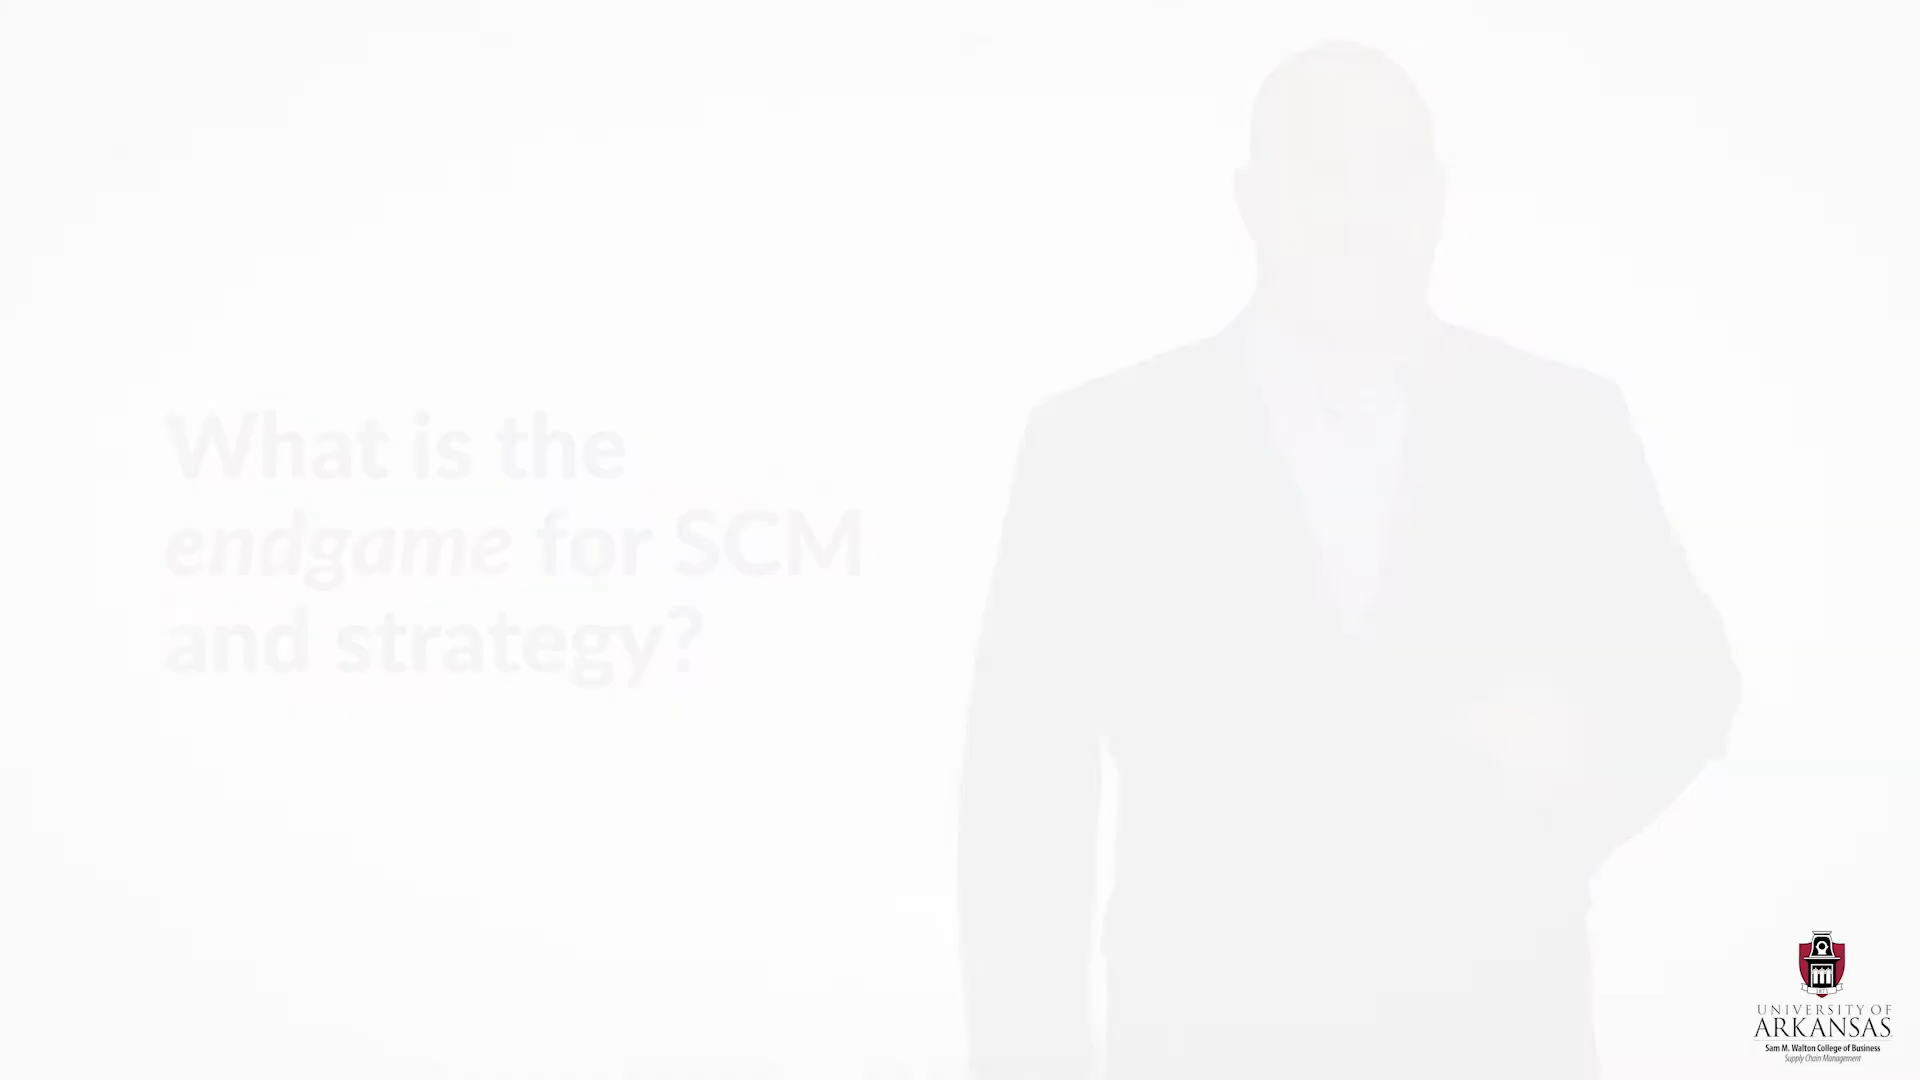 What is the
endgame for SCM
and strategy?
1871
UNIVERSITY OF
ARKANSAS
Sam M. Walton College of Business
Supply Chain Management